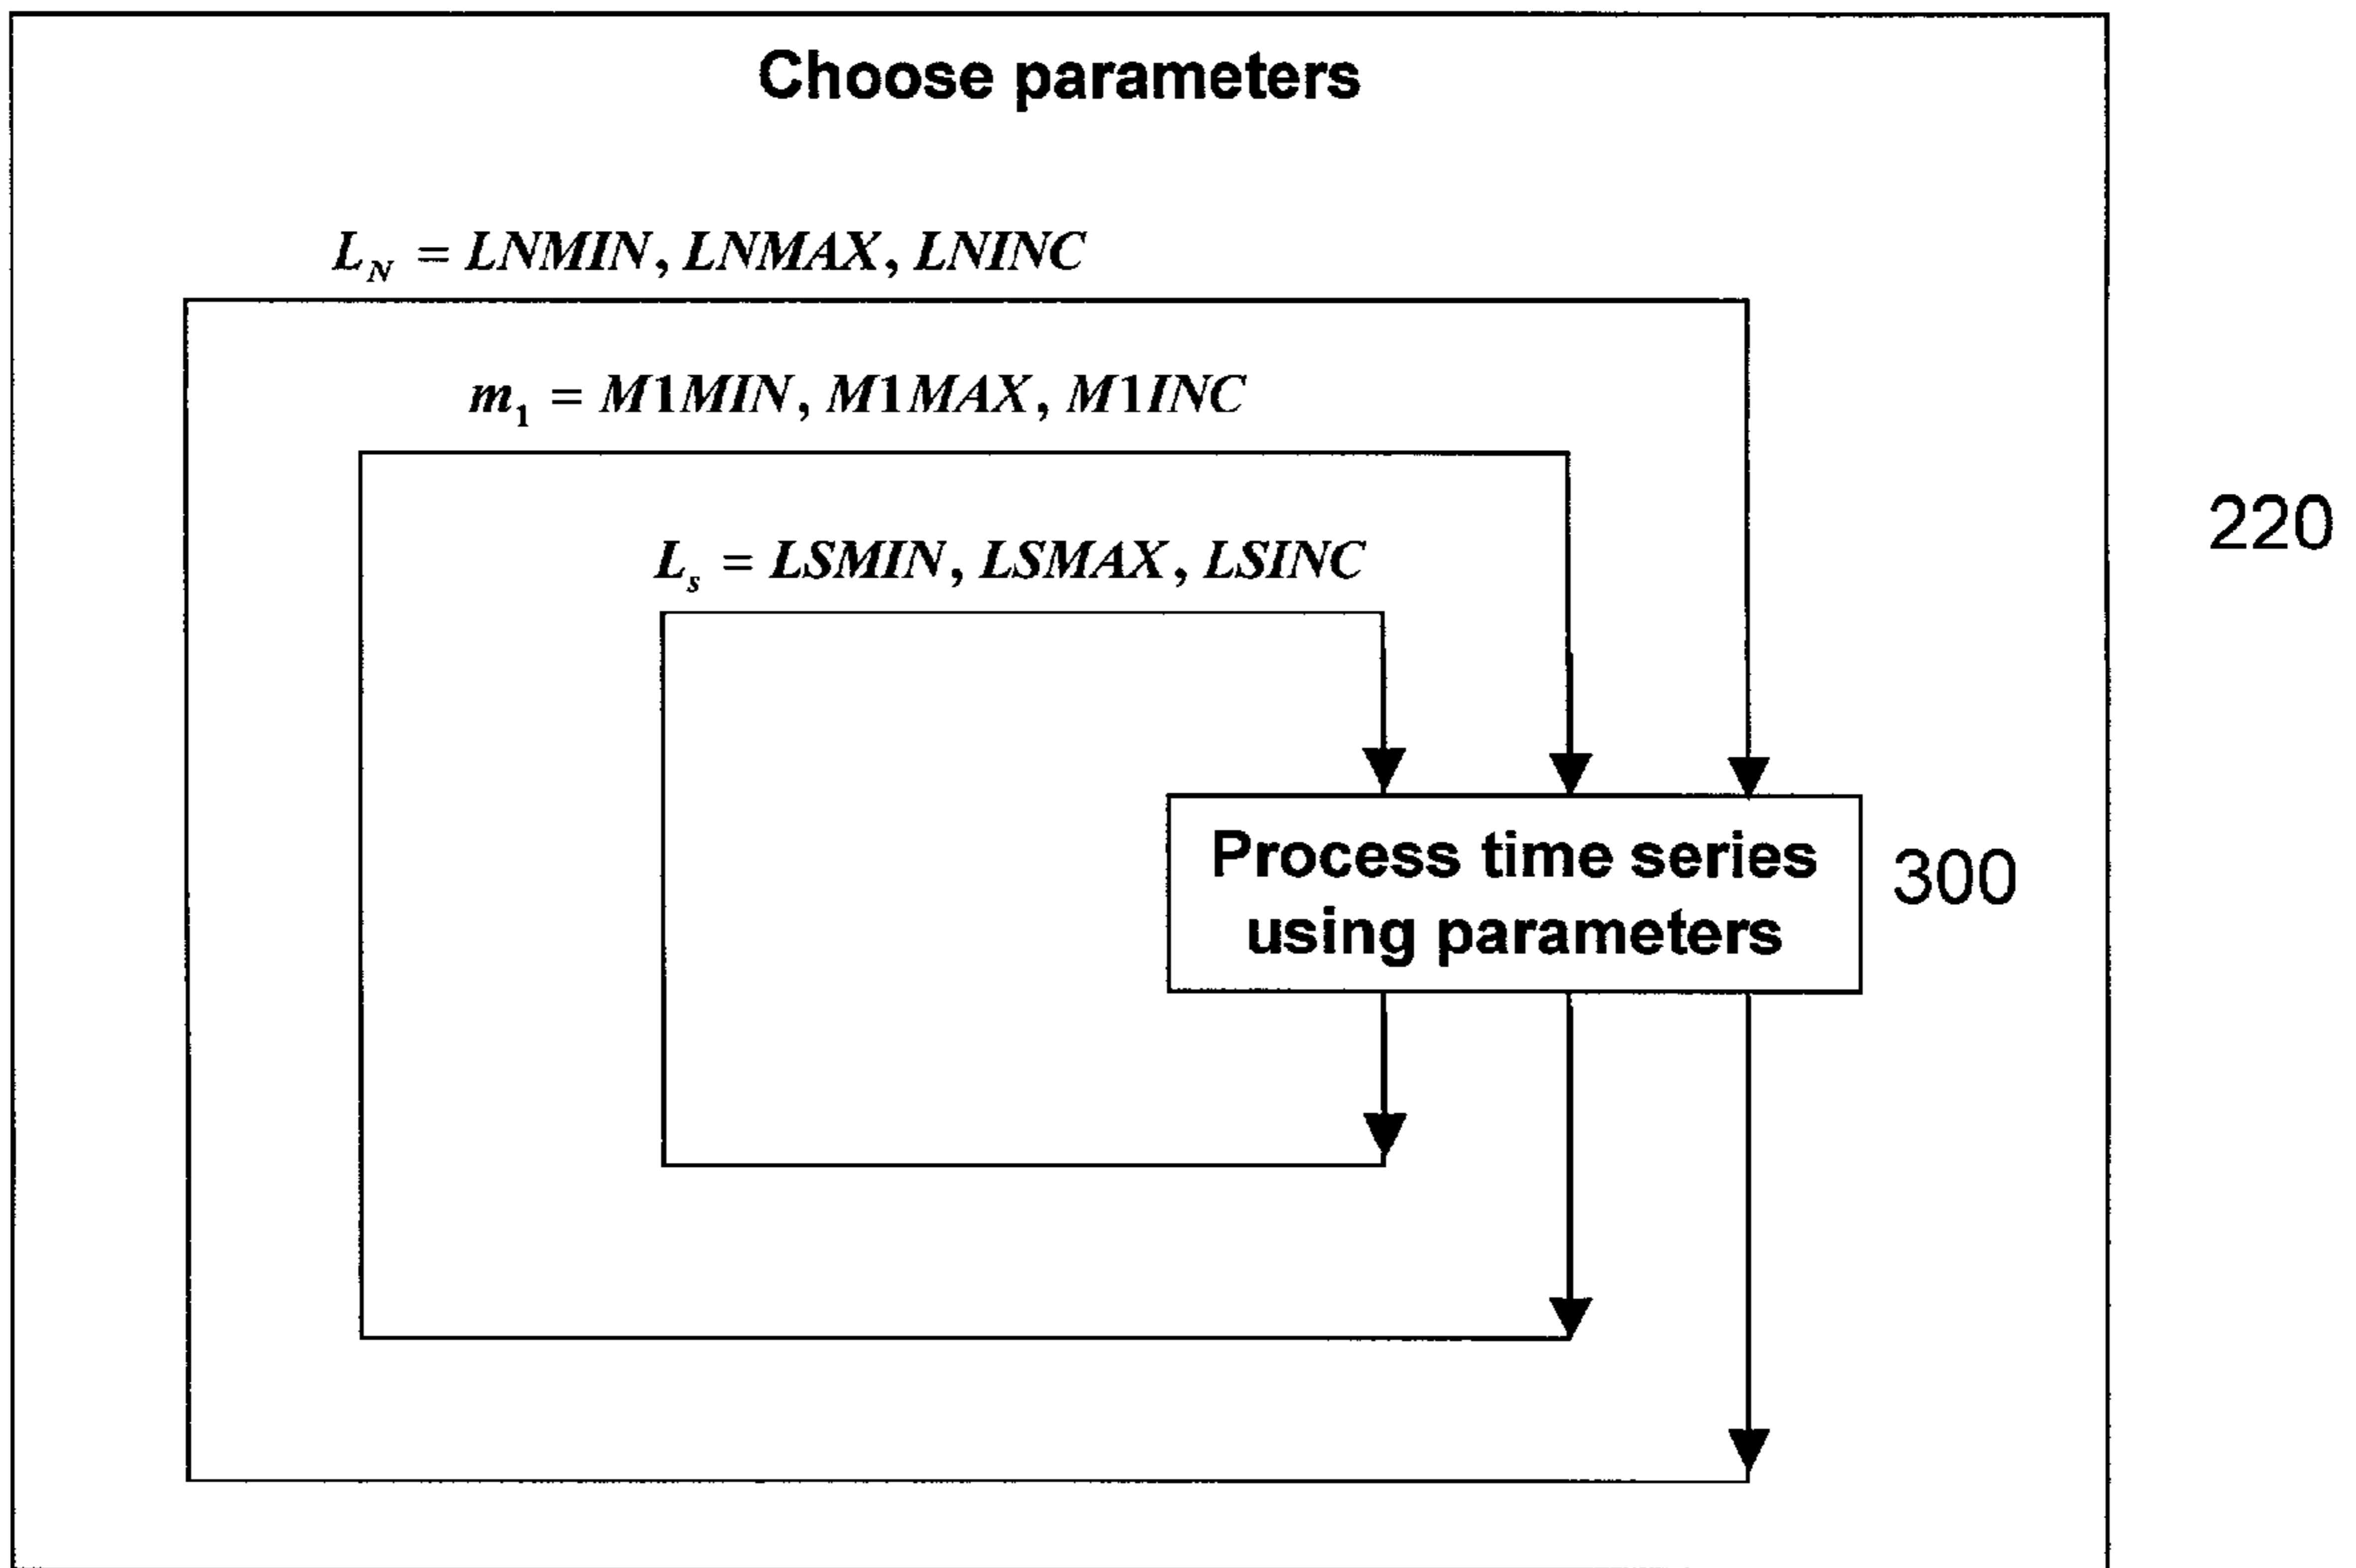 Choose parameters
L_N = LNMIN, LNMAX, LNINC
m_1 = M1MIN, M1MAX, M1INC
L_s = LSMIN, LSMAX, LSINC
220
Process time series
using parameters
300